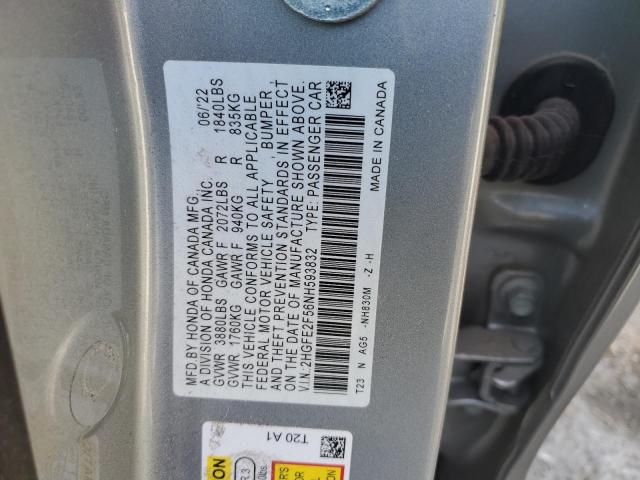 MFD. BY HONDA OF CANADA MFG. 06/'22
A DIVISION OF HONDA CANADA INC.
GVWR 3880LBS GAWR F 2072LBS R 1840LBS
GVWR 1760KG GAWR F 940KG R 835KG
THIS VEHICLE CONFORMS TO ALL APPLICABLE
FEDERAL MOTOR VEHICLE SAFETY , BUMPER ,
AND THEFT PREVENTION STANDARDS IN EFFECT
ON THE DATE OF MANUFACTURE SHOWN ABOVE.
V.I.N: 2HGFE2F56NH593832 TYPE: PASSENGER CAR
T23 N AG5 -NH830M -Z -H
MADE IN CANADA
T20 A1